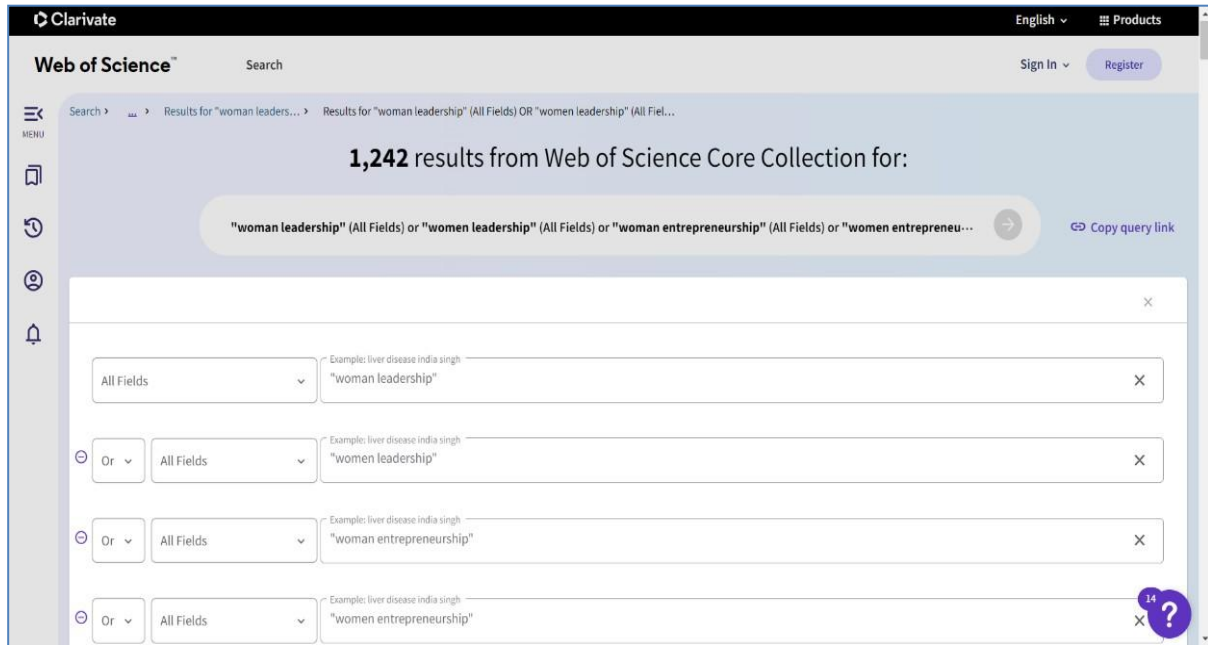 Clarivate
English
Products
Web of Science™
Search
Sign In
Register
MENU
Search > ... > Results for "woman leaders... > Results for "woman leadership" (All Fields) OR "women leadership" (All Fiel...
1,242 results from Web of Science Core Collection for:
"woman leadership" (All Fields) or "women leadership" (All Fields) or "woman entrepreneurship" (All Fields) or "women entrepreneu...
Copy query link
Example: liver disease india singh
All Fields
"woman leadership"
Example: liver disease india singh
Or
All Fields
"women leadership"
Example: liver disease india singh
Or
All Fields
"woman entrepreneurship"
Example: liver disease india singh
Or
All Fields
"women entrepreneurship"
14
?